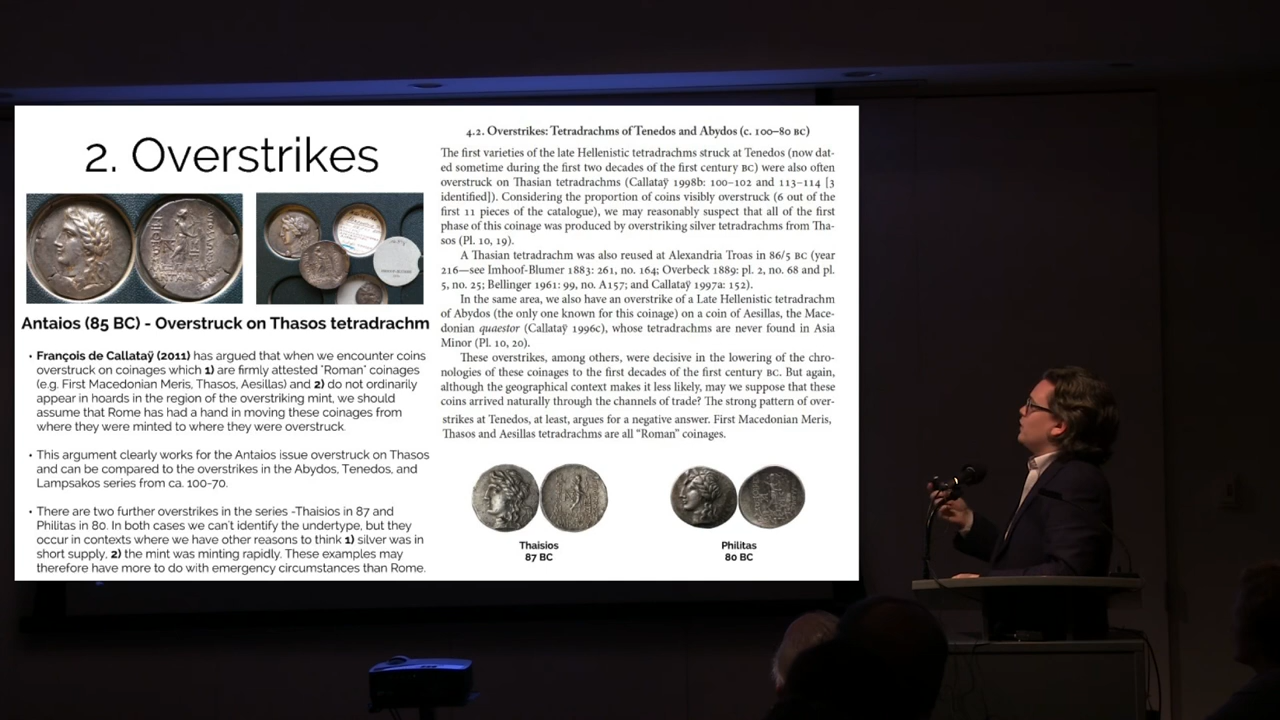 2. Overstrikes
Antaios (85 BC) - Overstruck on Thasos tetradrachm
• François de Callataÿ (2011) has argued that when we encounter coins
overstruck on coinages which 1) are firmly attested "Roman" coinages
(e.g. First Macedonian Meris, Thasos, Aesillas) and 2) do not ordinarily
appear in hoards in the region of the overstriking mint, we should
assume that Rome has had a hand in moving these coinages from
where they were minted to where they were overstruck.
• This argument clearly works for the Antaios issue overstruck on Thasos
and can be compared to the overstrikes in the Abydos, Tenedos, and
Lampsakos series from ca. 100-70.
• There are two further overstrikes in the series -Thaisios in 87 and
Philitas in 80. In both cases we can't identify the undertype, but they
occur in contexts where we have other reasons to think 1) silver was in
short supply, 2) the mint was minting rapidly. These examples may
therefore have more to do with emergency circumstances than Rome.
4.2. Overstrikes: Tetradrachms of Tenedos and Abydos (c. 100–80 BC)
The first varieties of the late Hellenistic tetradrachms struck at Tenedos (now dat-
ed sometime during the first two decades of the first century BC) were also often
overstruck on Thasian tetradrachms (Callataÿ 1998b: 100–102 and 113–114 [3
identified]). Considering the proportion of coins visibly overstruck (6 out of the
first 11 pieces of the catalogue), we may reasonably suspect that all of the first
phase of this coinage was produced by overstriking silver tetradrachms from Tha-
sos (Pl. 10, 19).
A Thasian tetradrachm was also reused at Alexandria Troas in 86/5 BC (year
216—see Imhoof-Blumer 1883: 261, no. 164; Overbeck 1889: pl. 2, no. 68 and pl.
5, no. 25; Bellinger 1961: 99, no. A157; and Callataÿ 1997a: 152).
In the same area, we also have an overstrike of a Late Hellenistic tetradrachm
of Abydos (the only one known for this coinage) on a coin of Aesillas, the Mace-
donian quaestor (Callataÿ 1996c), whose tetradrachms are never found in Asia
Minor (Pl. 10, 20).
These overstrikes, among others, were decisive in the lowering of the chro-
nologies of these coinages to the first decades of the first century BC. But again,
although the geographical context makes it less likely, may we suppose that these
coins arrived naturally through the channels of trade? The strong pattern of over-
strikes at Tenedos, at least, argues for a negative answer. First Macedonian Meris,
Thasos and Aesillas tetradrachms are all "Roman" coinages.
Thaisios
87 BC
Philitas
80 BC